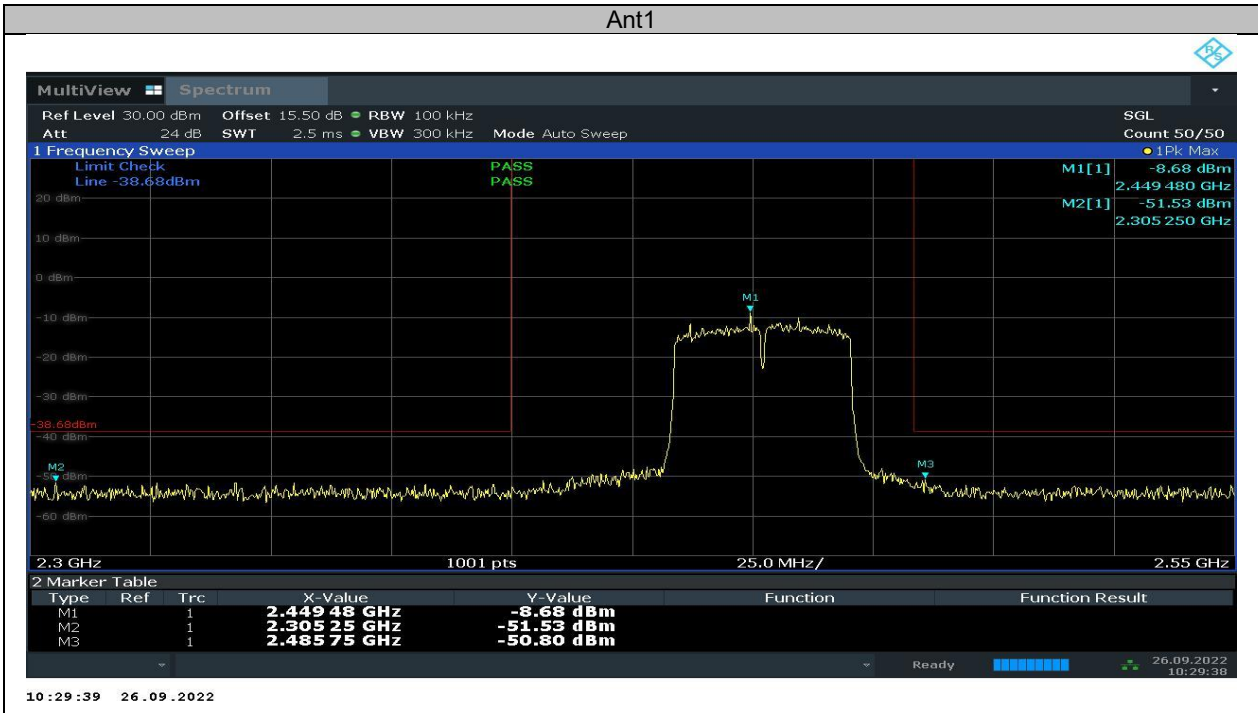 Ant1
R S
MultiView Spectrum
Ref Level 30.00 dBm Offset 15.50 dB RBW 100 kHz SGL
Att 24 dB SWT 2.5 ms VBW 300 kHz Mode Auto Sweep Count 50/50
1 Frequency Sweep 1Pk Max
Limit Check PASS M1[1] -8.68 dBm
Line -38.68dBm PASS 2.449 480 GHz
20 dBm M2[1] -51.53 dBm
2.305 250 GHz
10 dBm
0 dBm
M1
-10 dBm
-20 dBm
-30 dBm
-38.68dBm
-40 dBm
M2 M3
-50 dBm
-60 dBm
2.3 GHz 1001 pts 25.0 MHz/ 2.55 GHz
2 Marker Table
Type Ref Trc X-Value Y-Value Function Function Result
M1 1 2.449 48 GHz -8.68 dBm
M2 1 2.305 25 GHz -51.53 dBm
M3 1 2.485 75 GHz -50.80 dBm
Ready 26.09.2022
10:29:38
10:29:39 26.09.2022